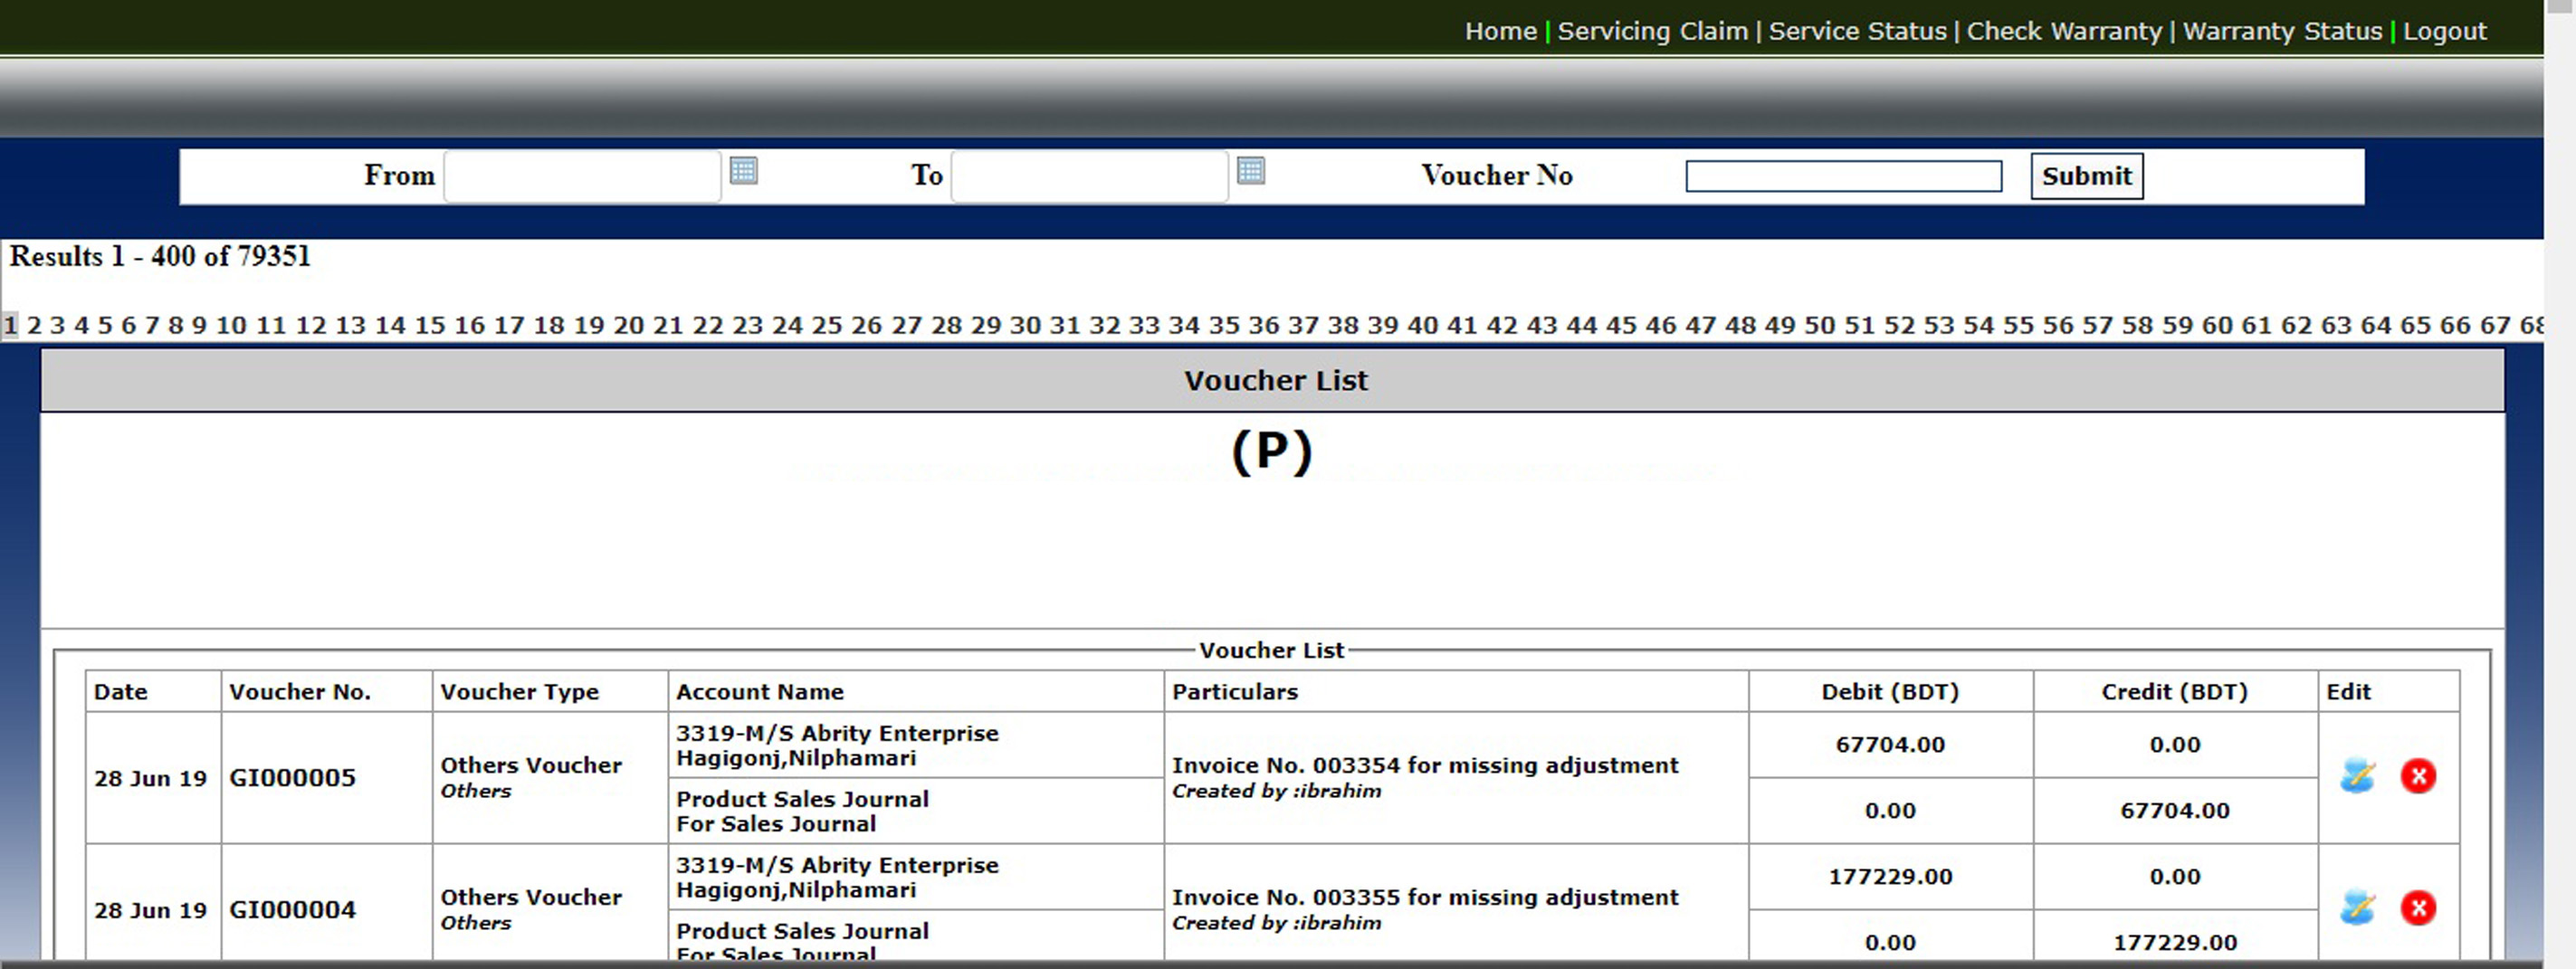 Home | Servicing Claim | Service Status | Check Warranty | Warranty Status | Logout
From To Voucher No Submit
Results 1 - 400 of 79351
1 2 3 4 5 6 7 8 9 10 11 12 13 14 15 16 17 18 19 20 21 22 23 24 25 26 27 28 29 30 31 32 33 34 35 36 37 38 39 40 41 42 43 44 45 46 47 48 49 50 51 52 53 54 55 56 57 58 59 60 61 62 63 64 65 66 67 68
Voucher List
(P)
Voucher List
Date Voucher No. Voucher Type Account Name Particulars Debit (BDT) Credit (BDT) Edit
28 Jun 19 GI000005 Others Voucher
Others
3319-M/S Abrity Enterprise
Hagigonj,Nilphamari
Product Sales Journal
For Sales Journal
Invoice No. 003354 for missing adjustment
Created by :ibrahim
67704.00 0.00
0.00 67704.00
28 Jun 19 GI000004 Others Voucher
Others
3319-M/S Abrity Enterprise
Hagigonj,Nilphamari
Product Sales Journal
For Sales Journal
Invoice No. 003355 for missing adjustment
Created by :ibrahim
177229.00 0.00
0.00 177229.00